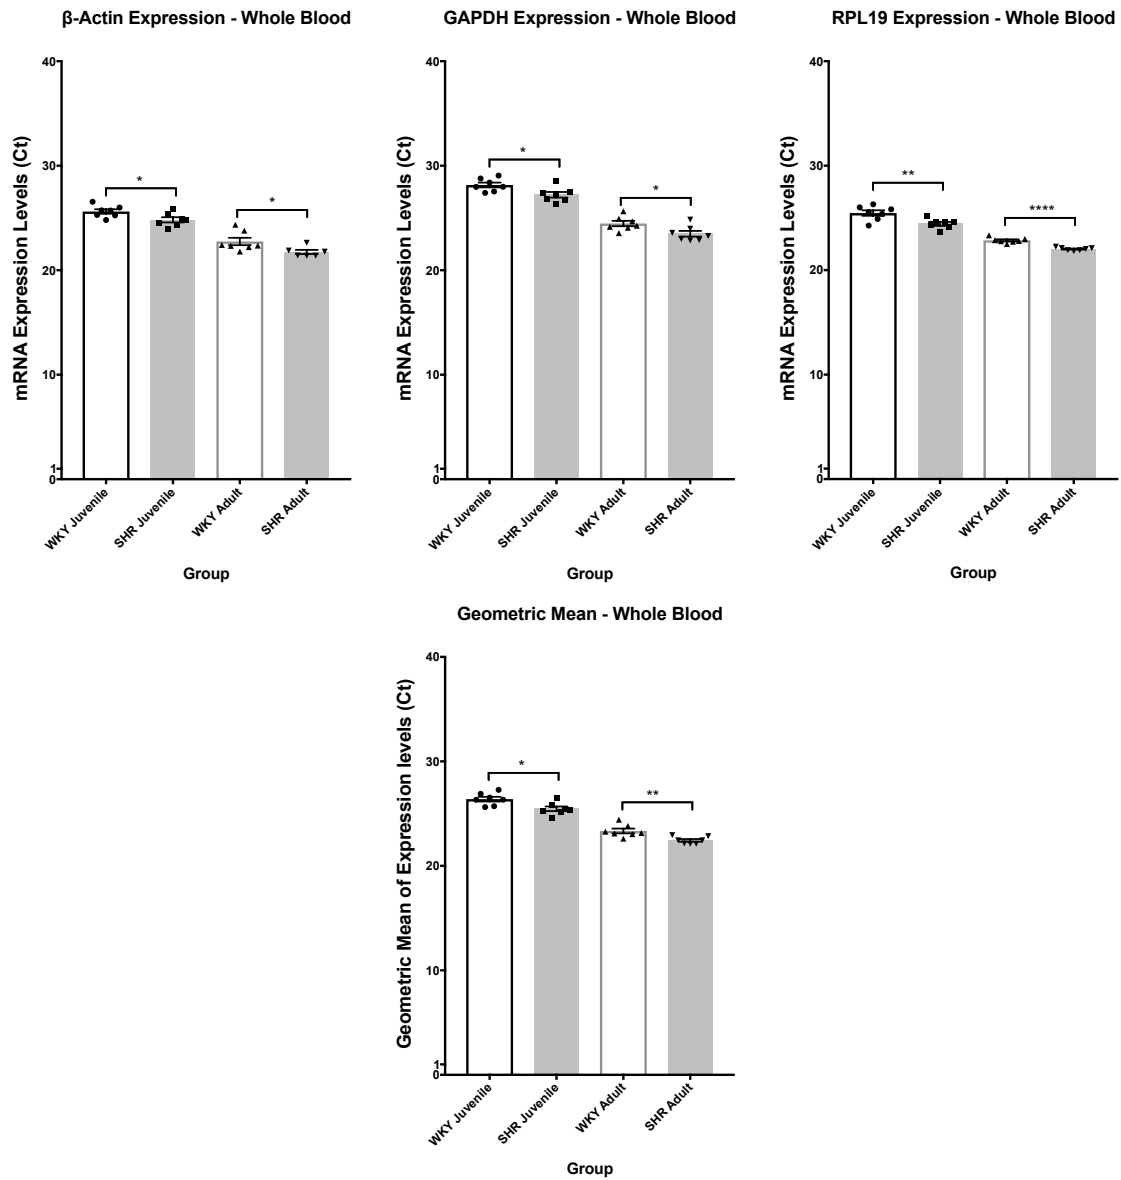 β-Actin Expression - Whole Blood
mRNA Expression Levels (Ct)
40
30
20
10
1
0
*
*
WKY Juvenile
SHR Juvenile
WKY Adult
SHR Adult
Group
GAPDH Expression - Whole Blood
mRNA Expression Levels (Ct)
40
30
20
10
1
0
*
*
WKY Juvenile
SHR Juvenile
WKY Adult
SHR Adult
Group
RPL19 Expression - Whole Blood
mRNA Expression Levels (Ct)
40
30
20
10
1
0
**
****
WKY Juvenile
SHR Juvenile
WKY Adult
SHR Adult
Group
Geometric Mean - Whole Blood
Geometric Mean of Expression levels (Ct)
40
30
20
10
1
0
*
**
WKY Juvenile
SHR Juvenile
WKY Adult
SHR Adult
Group